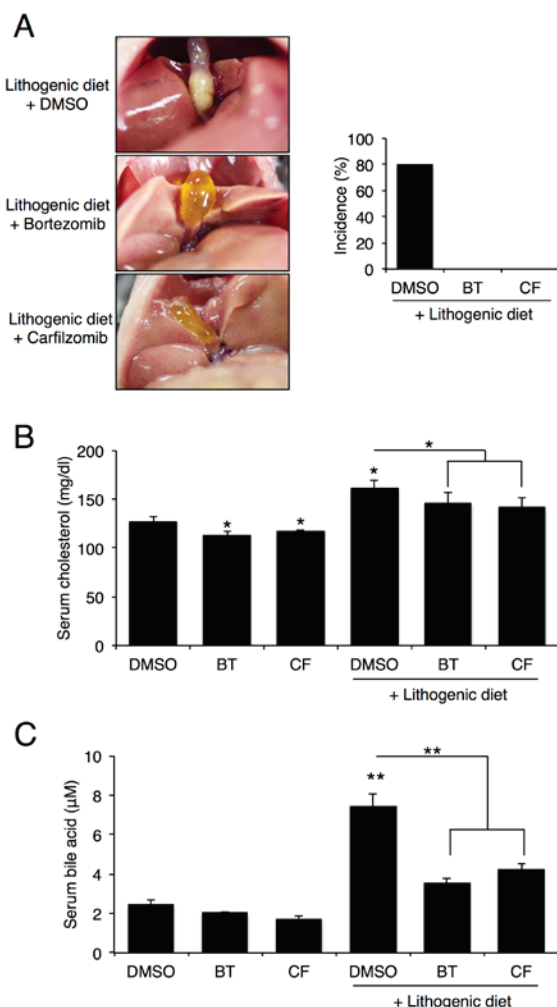 A
Lithogenic diet
+ DMSO
Lithogenic diet
+ Bortezomib
Lithogenic diet
+ Carfilzomib
Incidence (%)
100
80
60
40
20
0
DMSO BT CF
+ Lithogenic diet
B
Serum cholesterol (mg/dl)
200
150
100
50
0
* * * *
DMSO BT CF DMSO BT CF
+ Lithogenic diet
C
Serum bile acid (µM)
10
8
6
4
2
0
** **
DMSO BT CF DMSO BT CF
+ Lithogenic diet